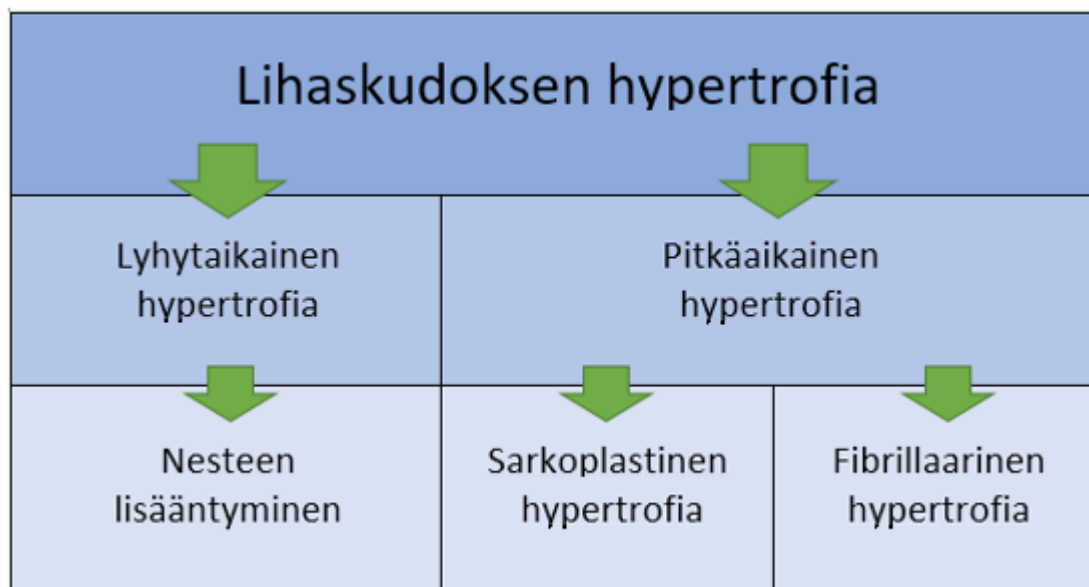 Lihaskudoksen hypertrofia
Lyhytaikainen
hypertrofia
Pitkäaikainen
hypertrofia
Nesteen
lisääntyminen
Sarkoplastinen
hypertrofia
Fibrillaarinen
hypertrofia